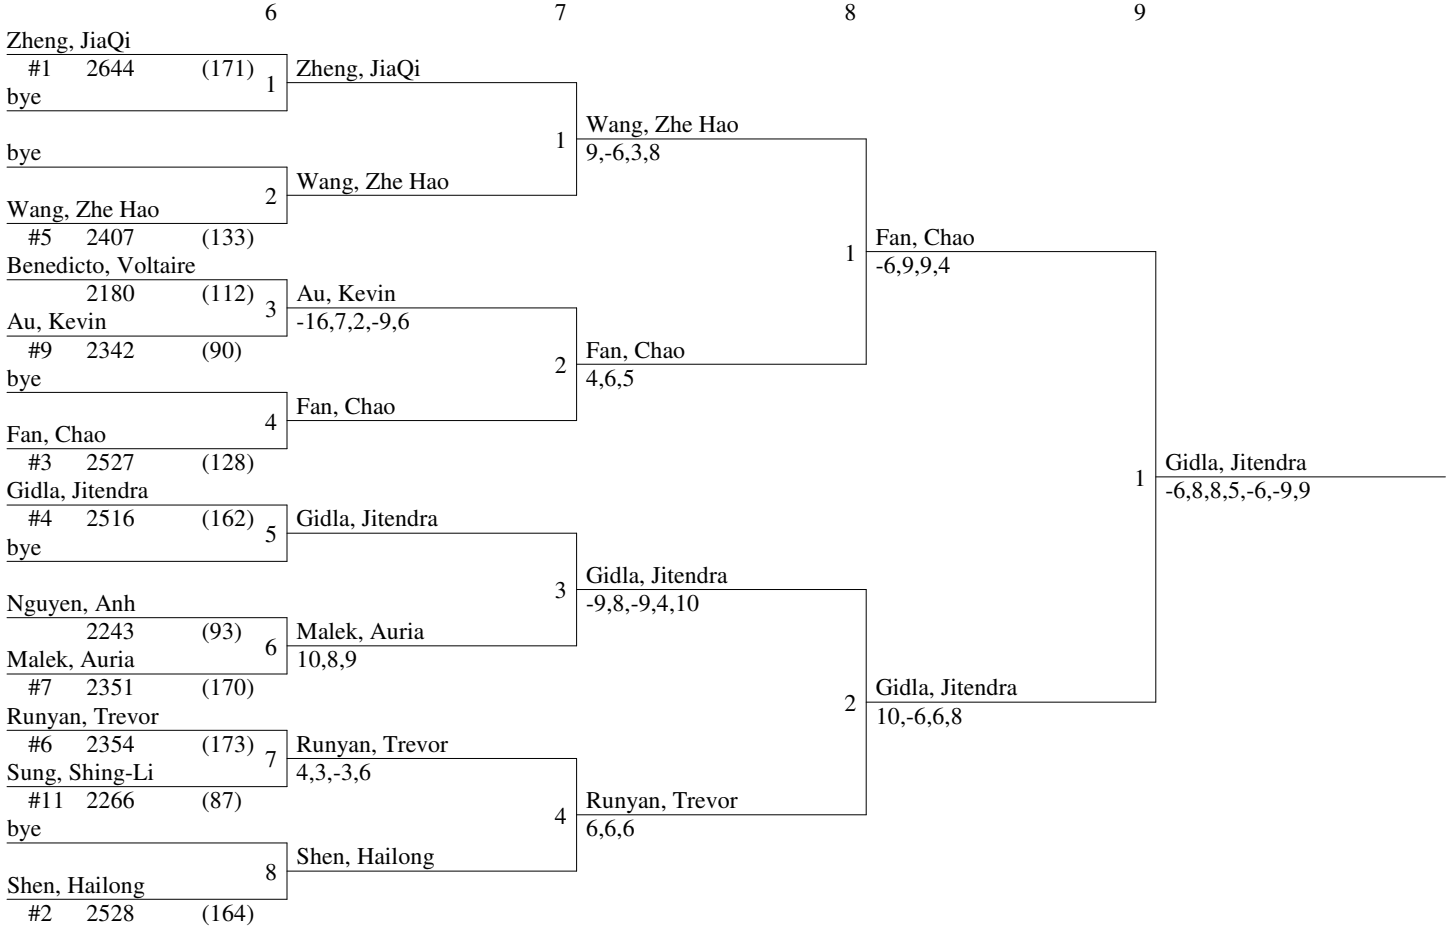 6 7 8 9
Zheng, JiaQi
#1 2644 (171) 1 Zheng, JiaQi
bye
1 Wang, Zhe Hao
bye 9,-6,3,8
2 Wang, Zhe Hao
Wang, Zhe Hao
#5 2407 (133) 1 Fan, Chao
Benedicto, Voltaire -6,9,9,4
2180 (112) 3 Au, Kevin
Au, Kevin -16,7,2,-9,6
#9 2342 (90) 2 Fan, Chao
bye 4,6,5
4 Fan, Chao
Fan, Chao
#3 2527 (128) 1 Gidla, Jitendra
Gidla, Jitendra -6,8,8,5,-6,-9,9
#4 2516 (162) 5 Gidla, Jitendra
bye
3 Gidla, Jitendra
Nguyen, Anh -9,8,-9,4,10
2243 (93) 6 Malek, Auria
Malek, Auria 10,8,9
#7 2351 (170) 2 Gidla, Jitendra
Runyan, Trevor 10,-6,6,8
#6 2354 (173) 7 Runyan, Trevor
Sung, Shing-Li 4,3,-3,6
#11 2266 (87) 4 Runyan, Trevor
bye 6,6,6
8 Shen, Hailong
Shen, Hailong
#2 2528 (164)